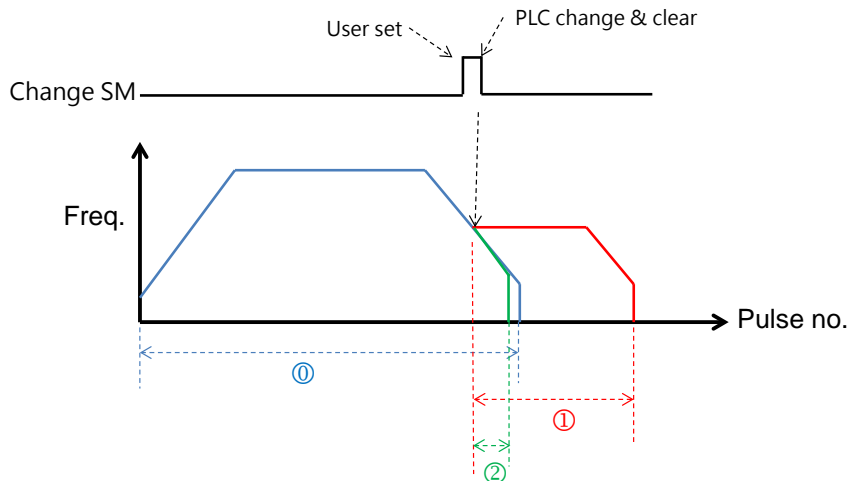 PLC change & clear
User set
Change SM
Freq.
Pulse no.
⓪
①
②